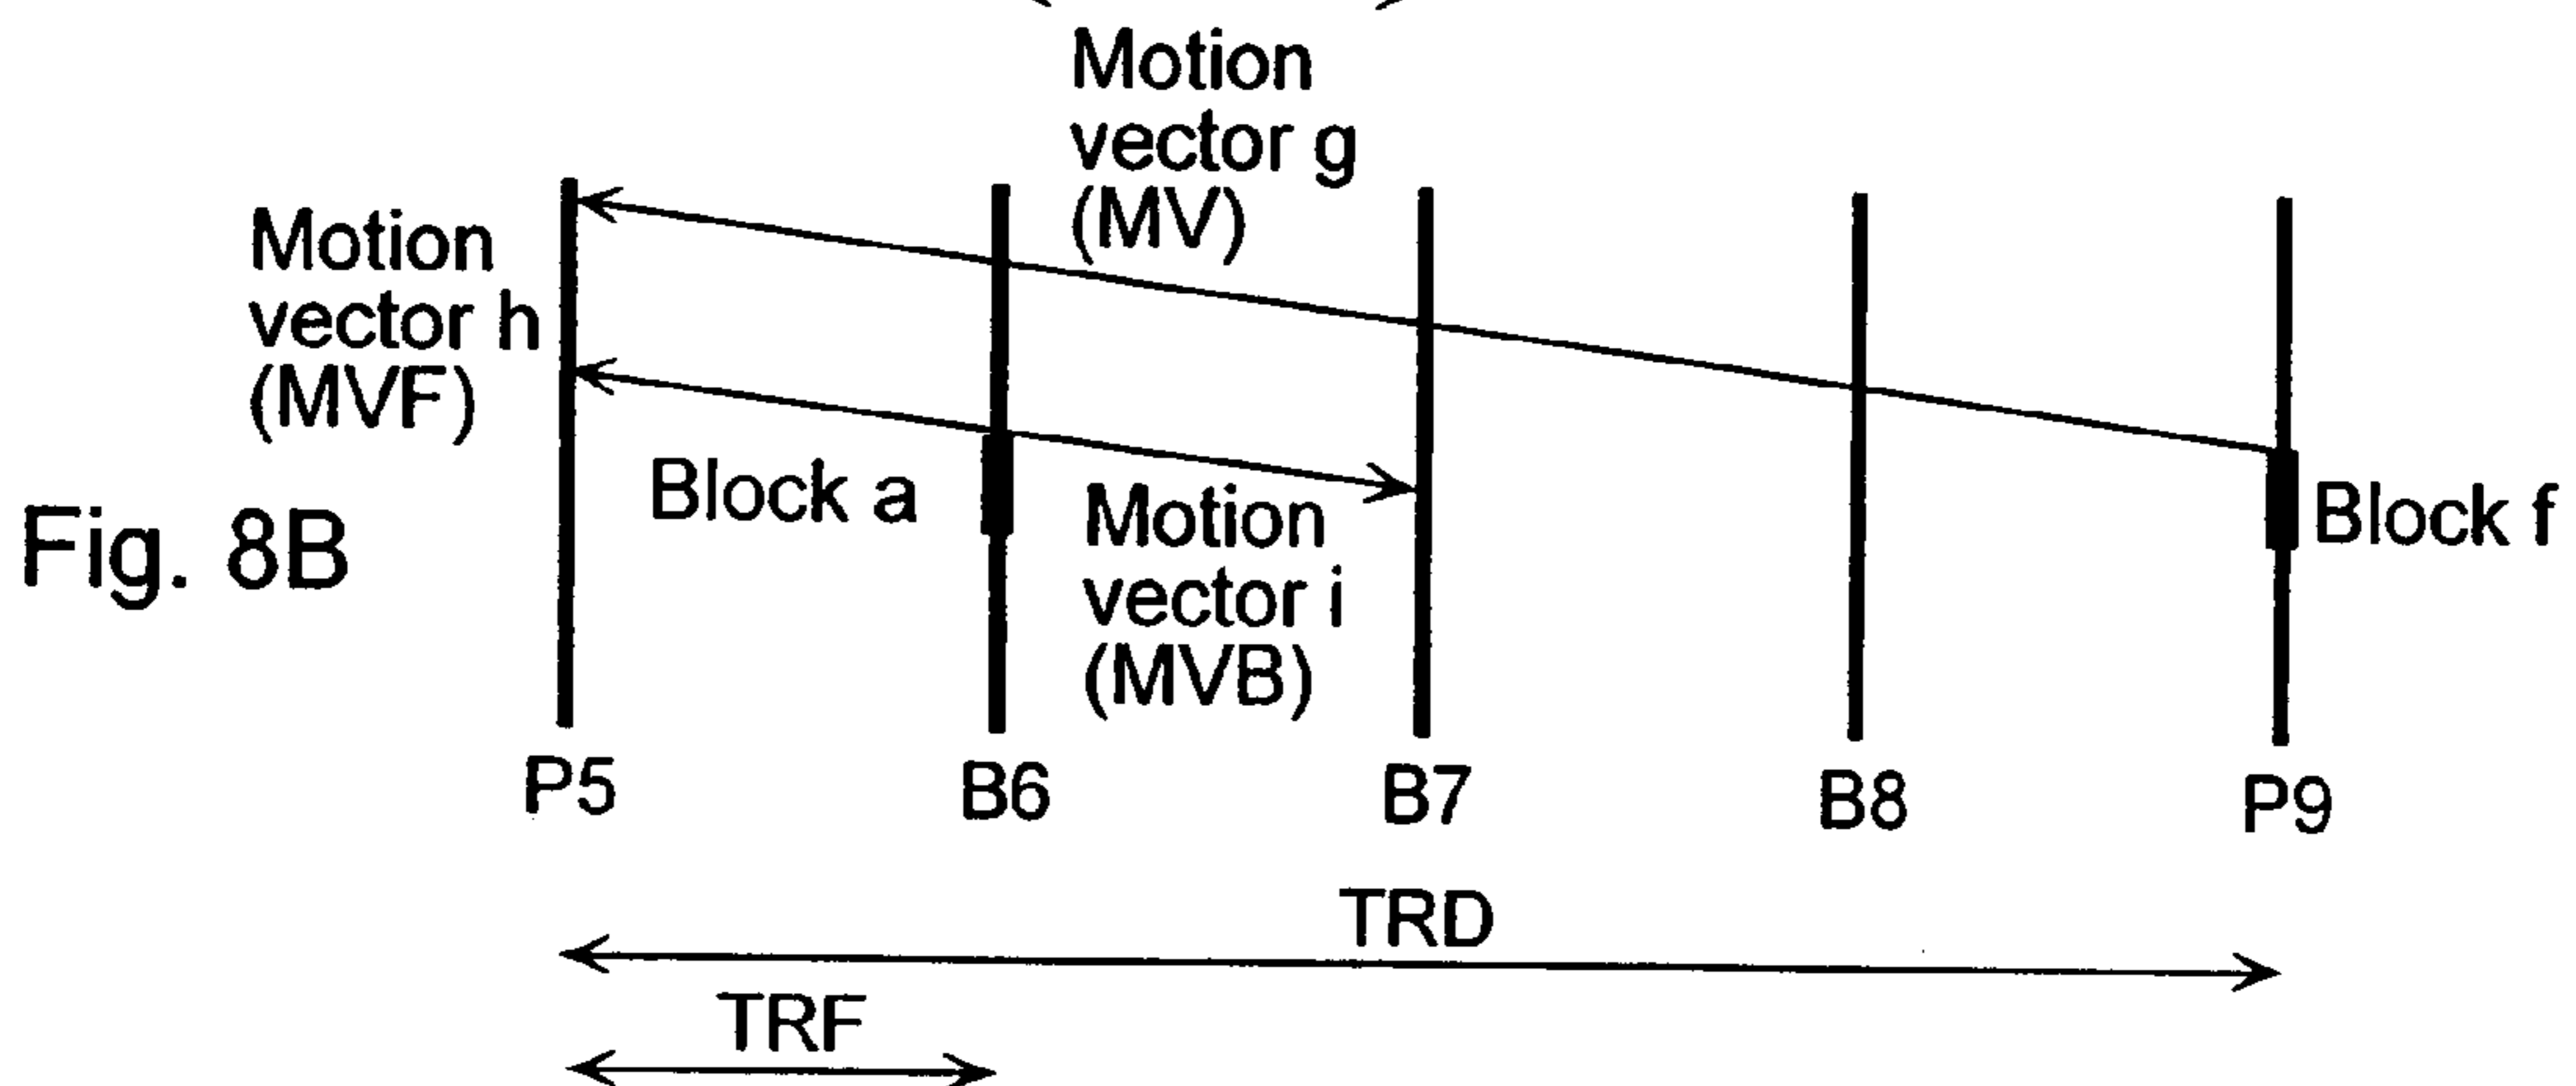 Motion
vector g
(MV)
Motion
vector h
(MVF)
Block a
Motion
vector i
(MVB)
Block f
Fig. 8B
P5
B6
B7
B8
P9
TRD
TRF